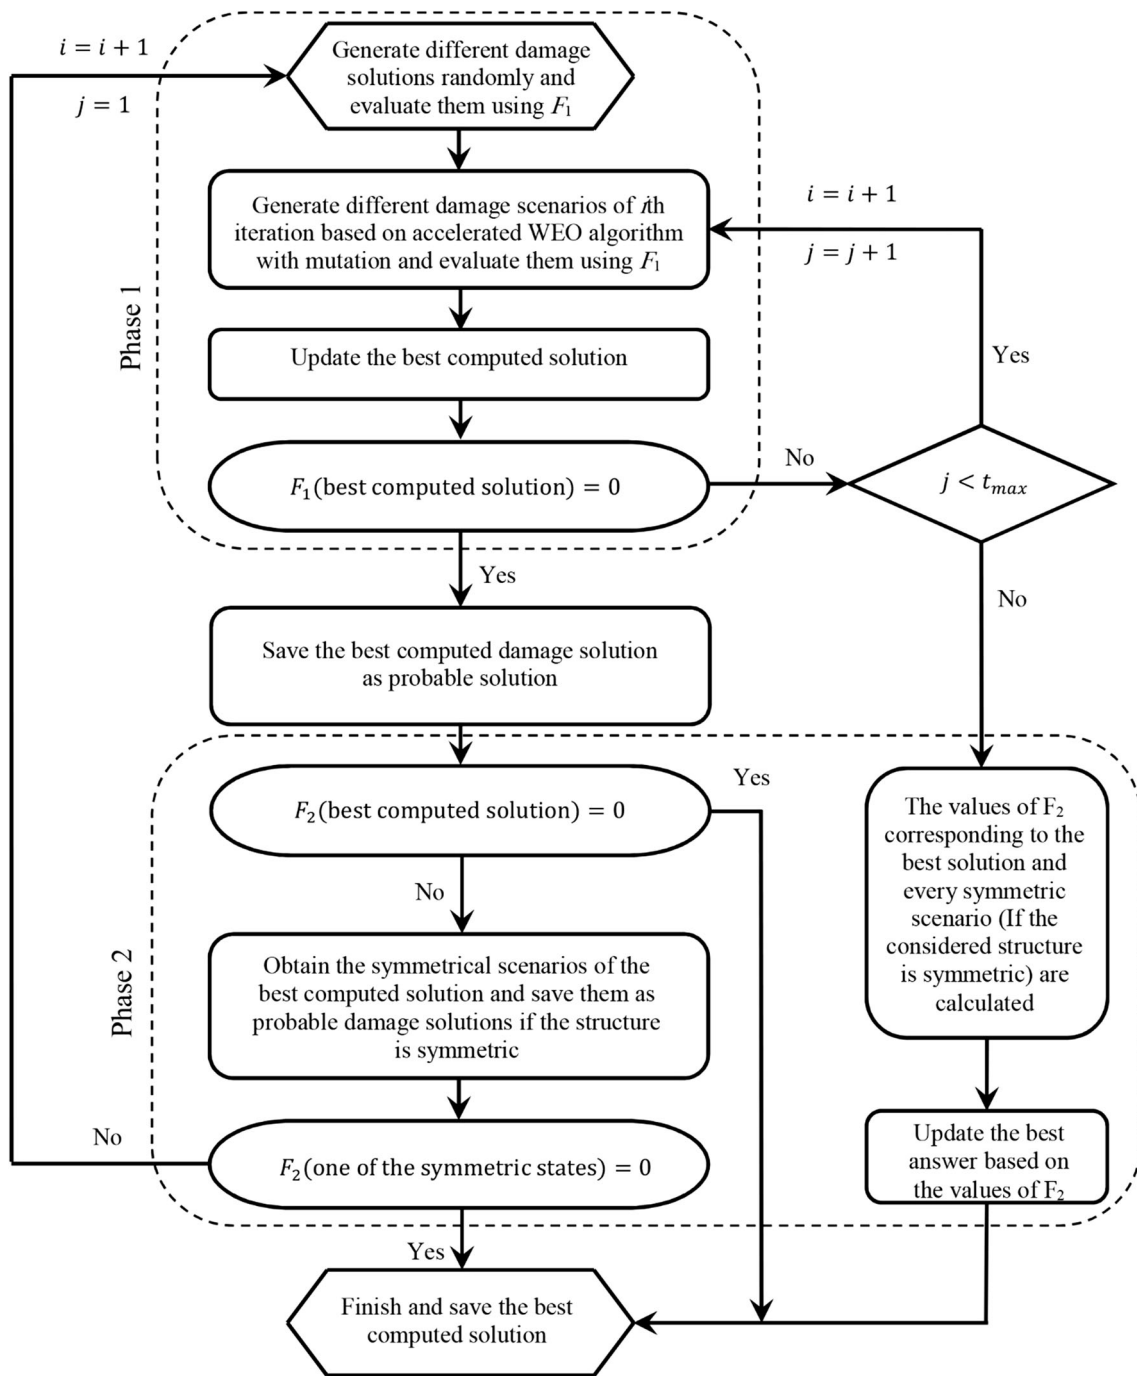 i = i + 1
j = 1
Generate different damage
solutions randomly and
evaluate them using F₁
Generate different damage scenarios of ith
iteration based on accelerated WEO algorithm
with mutation and evaluate them using F₁
i = i + 1
j = j + 1
Phase 1
Update the best computed solution
Yes
F₁(best computed solution) = 0
No
j < tₘₐₓ
Yes
No
Save the best computed damage solution
as probable solution
F₂(best computed solution) = 0
Yes
No
The values of F₂
corresponding to the
best solution and
every symmetric
scenario (If the
considered structure
is symmetric) are
calculated
Phase 2
Obtain the symmetrical scenarios of the
best computed solution and save them as
probable damage solutions if the structure
is symmetric
No
F₂(one of the symmetric states) = 0
Update the best
answer based on
the values of F₂
Yes
Finish and save the best
computed solution